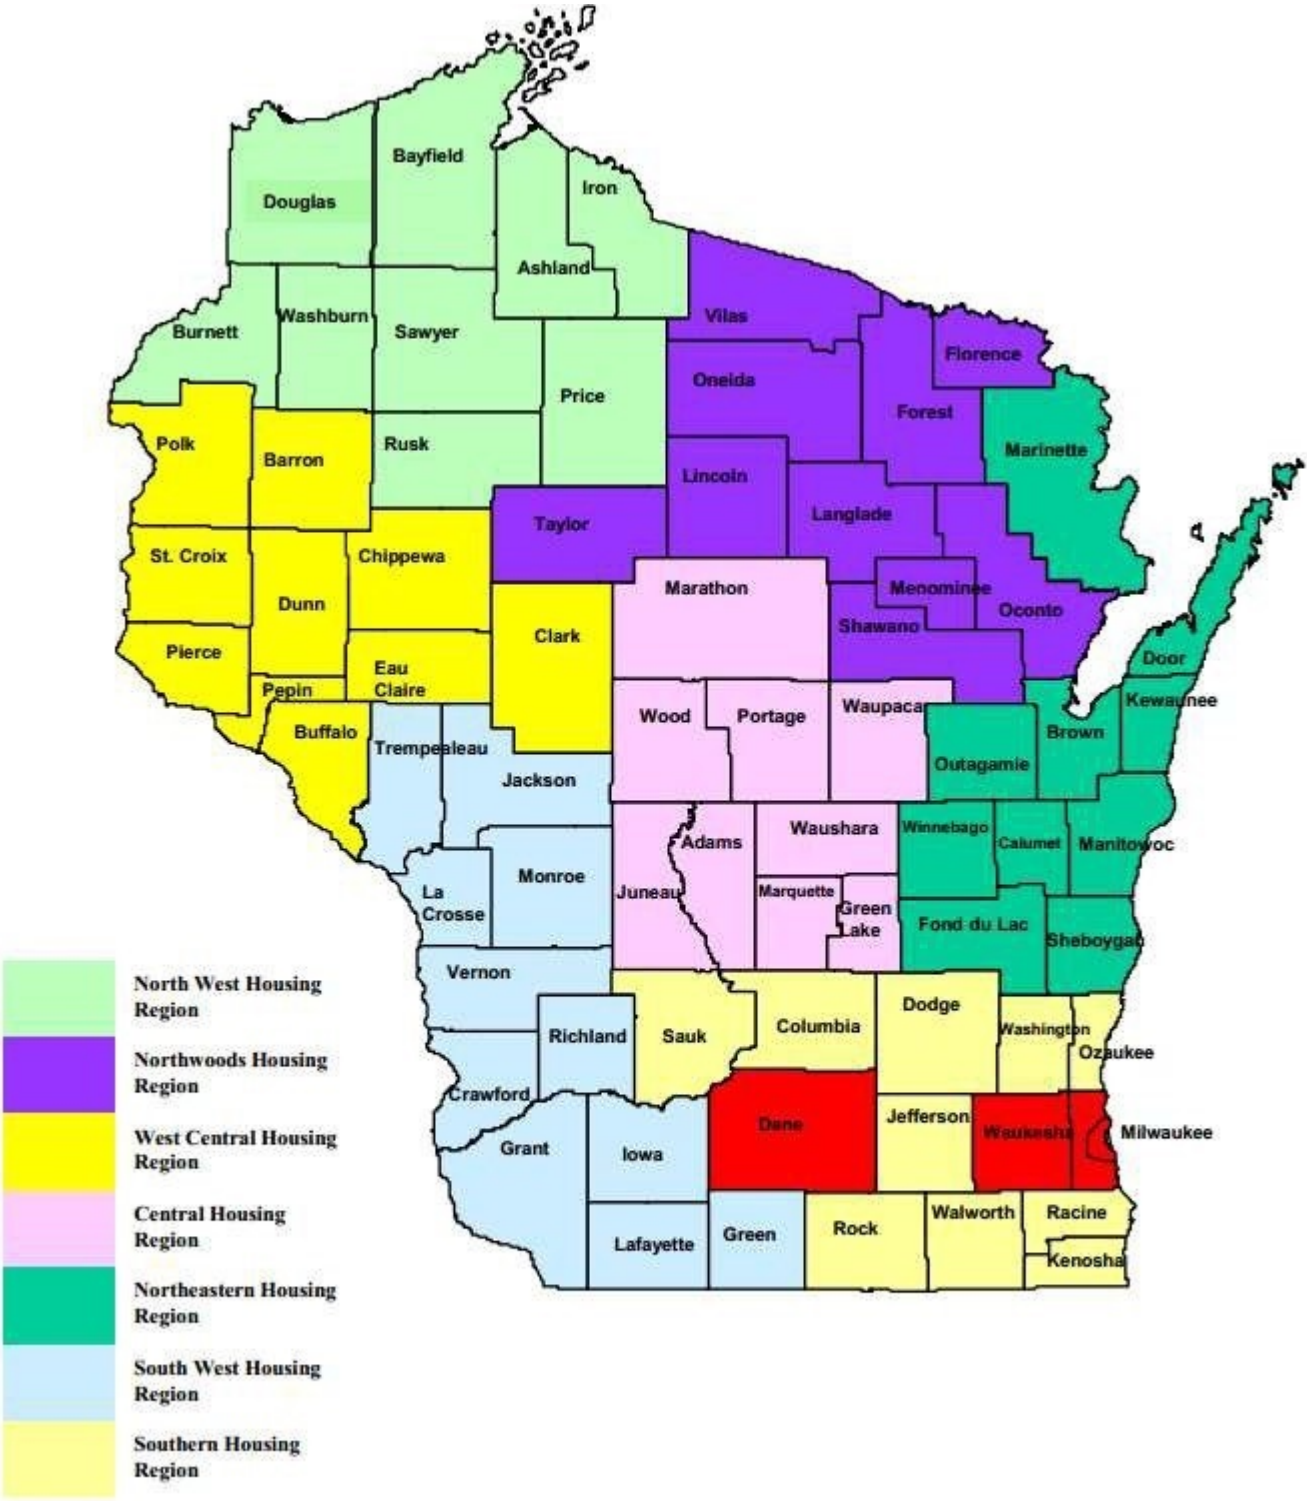 Bayfield
Iron
Douglas
Ashland
Washburn
Vilas
Burnett
Sawyer
Florence
Oneida
Price
Forest
Polk
Rusk
Marinette
Barron
Lincoln
Taylor
Langlade
St. Croix
Chippewa
Marathon
Menominee
Dunn
Oconto
Clark
Shawano
Pierce
Door
Eau
Claire
Pepin
Kewaunee
Waupaca
Wood
Portage
Buffalo
Brown
Trempealeau
Outagamie
Jackson
Waushara
Winnebago
Adams
Calumet
Manitowoc
Monroe
La
Crosse
Juneau
Marquette
Green
Lake
Fond du Lac
Sheboygan
Vernon
Dodge
Columbia
Washington
Richland
Sauk
Ozaukee
Crawford
Jefferson
Dane
Waukesha
Milwaukee
Grant
Iowa
Walworth
Racine
Rock
Green
Lafayette
Kenosha
North West Housing
Region
Northwoods Housing
Region
West Central Housing
Region
Central Housing
Region
Northeastern Housing
Region
South West Housing
Region
Southern Housing
Region